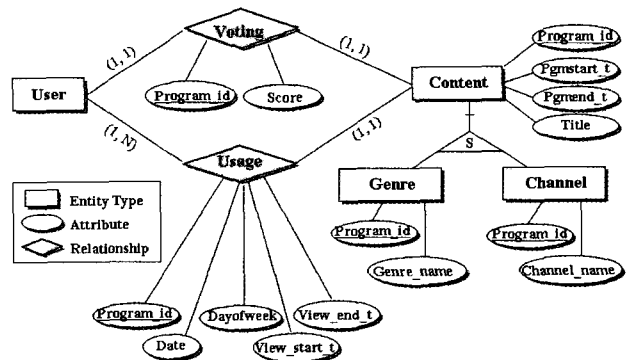 Voting
(1, 1)
(1, 1)
Program_id
Score
User
Content
Program_id
Pgmstart_t
Pgmend_t
Title
(1, N)
(1, 1)
Usage
S
Genre
Channel
Program_id
Genre_name
Program_id
Channel_name
Entity Type
Attribute
Relationship
Program_id
Date
Dayofweek
View_start_t
View_end_t